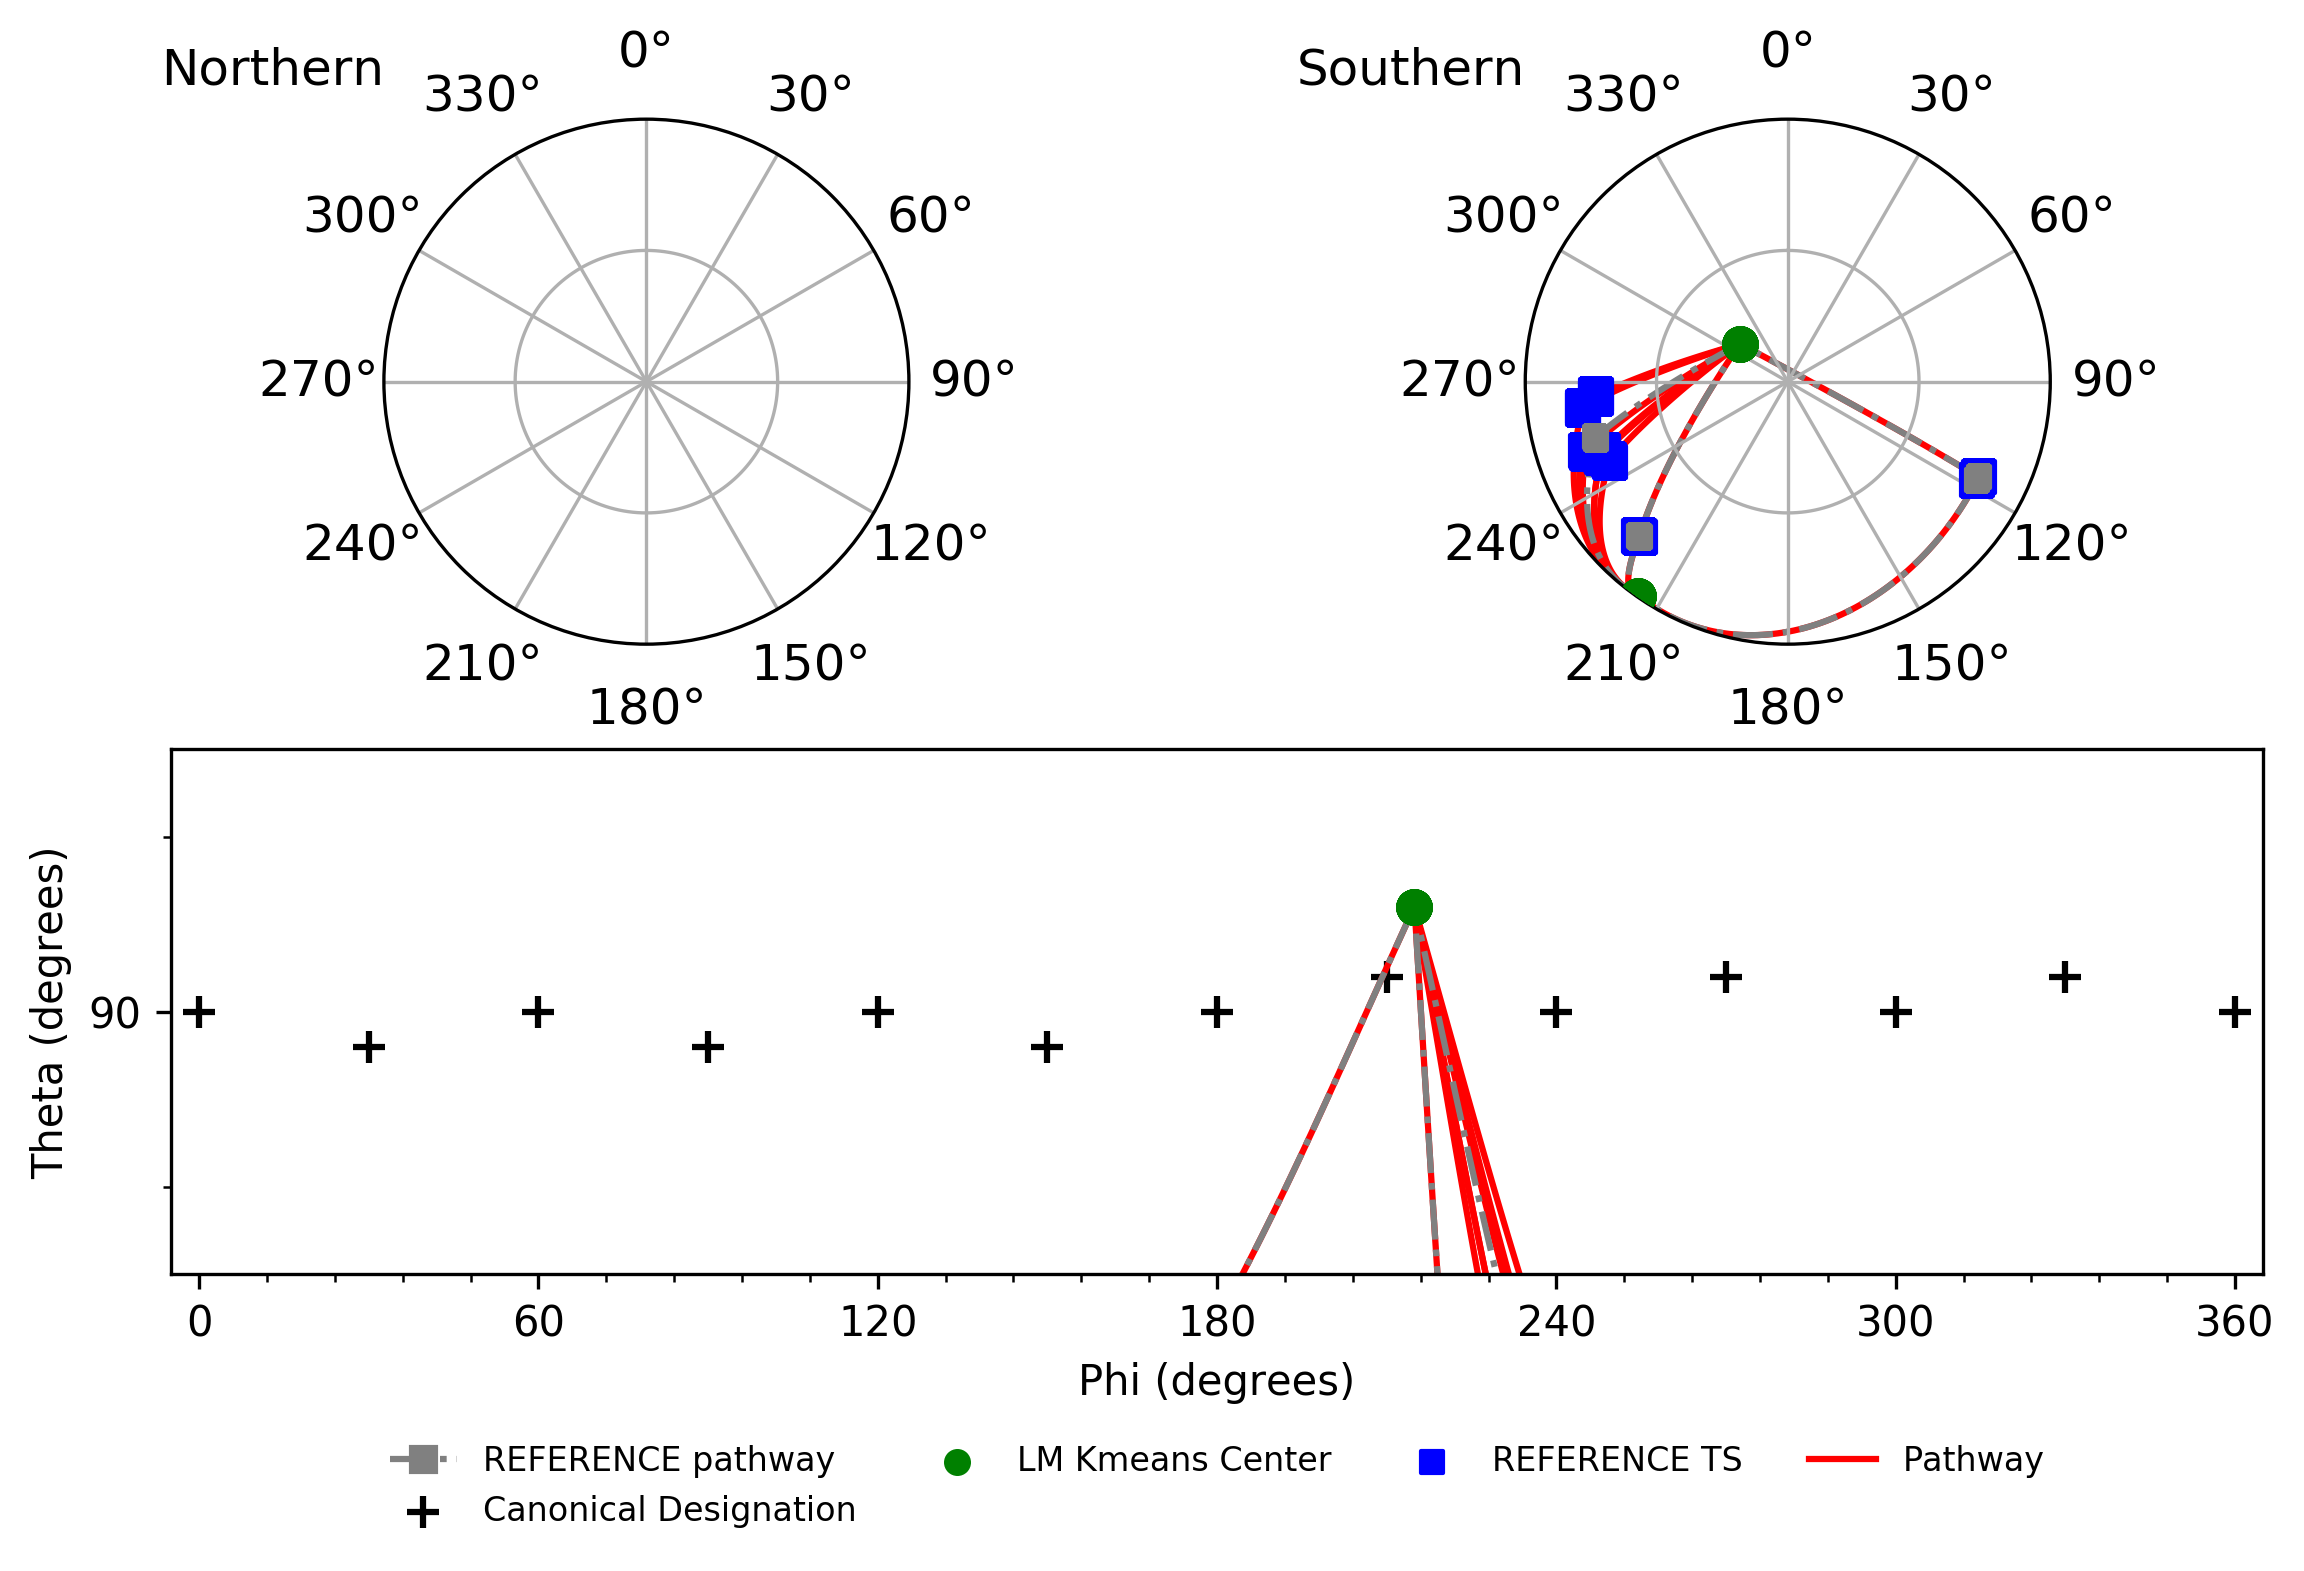 Northern
0°
30°
60°
90°
120°
150°
180°
210°
240°
270°
300°
330°
Southern
0°
30°
60°
90°
120°
150°
180°
210°
240°
270°
300°
330°
Theta (degrees)
90
0 60 120 180 240 300 360
Phi (degrees)
REFERENCE pathway
LM Kmeans Center
REFERENCE TS
Pathway
Canonical Designation